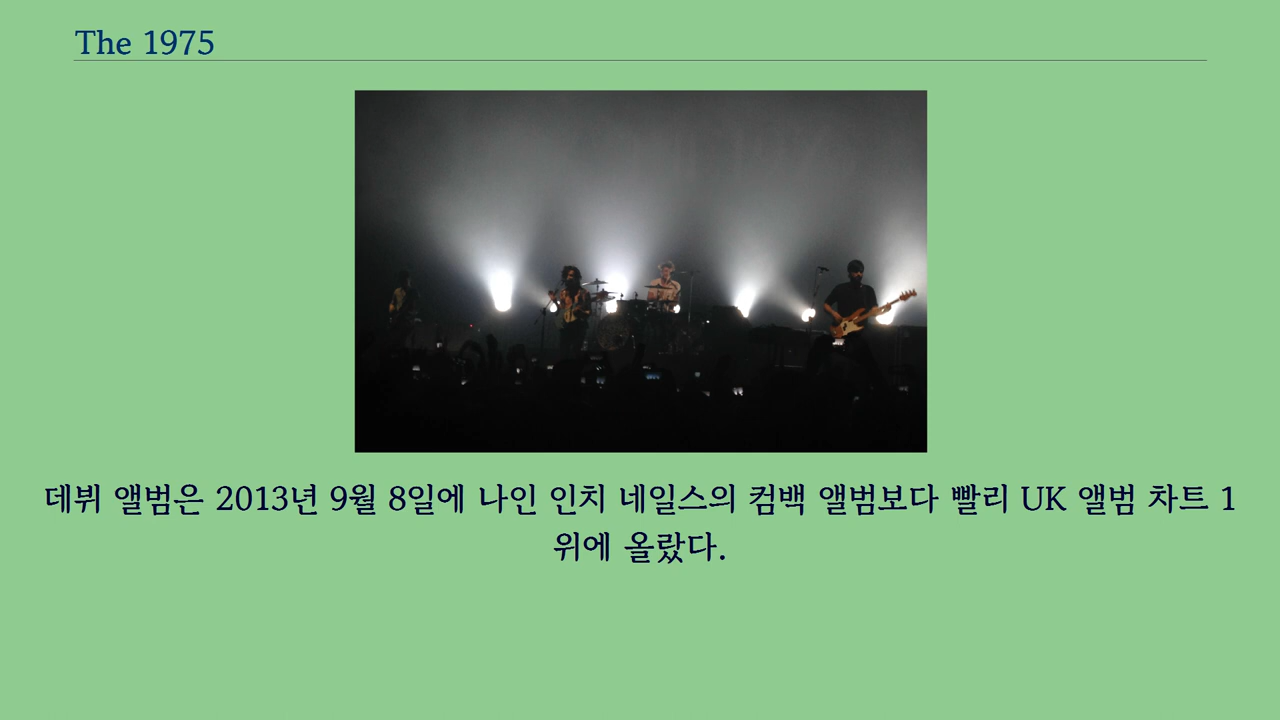 The 1975
데뷔 앨범은 2013년 9월 8일에 나인 인치 네일스의 컴백 앨범보다 빨리 UK 앨범 차트 1
위에 올랐다.